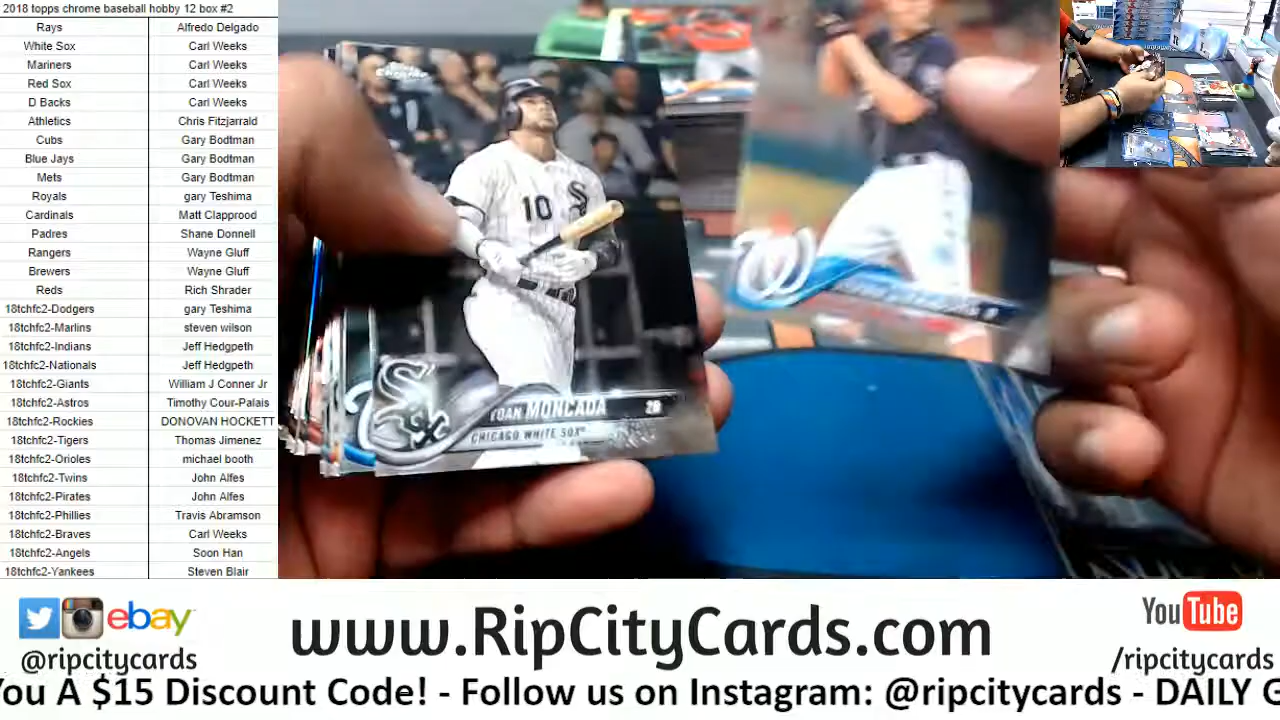 2018 topps chrome baseball hobby 12 box #2
Rays Alfredo Delgado
White Sox Carl Weeks
Mariners Carl Weeks
Red Sox Carl Weeks
D Backs Carl Weeks
Athletics Chris Fitzjarrald
Cubs Gary Bodtman
Blue Jays Gary Bodtman
Mets Gary Bodtman
Royals gary Teshima
Cardinals Matt Clapprood
Padres Shane Donnell
Rangers Wayne Gluff
Brewers Wayne Gluff
Reds Rich Shrader
18tchfc2-Dodgers gary Teshima
18tchfc2-Marlins steven wilson
18tchfc2-Indians Jeff Hedgpeth
18tchfc2-Nationals Jeff Hedgpeth
18tchfc2-Giants William J Conner Jr
18tchfc2-Astros Timothy Cour-Palais
18tchfc2-Rockies DONOVAN HOCKETT
18tchfc2-Tigers Thomas Jimenez
18tchfc2-Orioles michael booth
18tchfc2-Twins John Alfes
18tchfc2-Pirates John Alfes
18tchfc2-Phillies Travis Abramson
18tchfc2-Braves Carl Weeks
18tchfc2-Angels Soon Han
18tchfc2-Yankees Steven Blair
10
Sox
YOAN MONCADA 2B
CHICAGO WHITE SOX
W
ebay
@ripcitycards
www.RipCityCards.com
YouTube
/ripcitycards
You A $15 Discount Code! - Follow us on Instagram: @ripcitycards - DAILY G